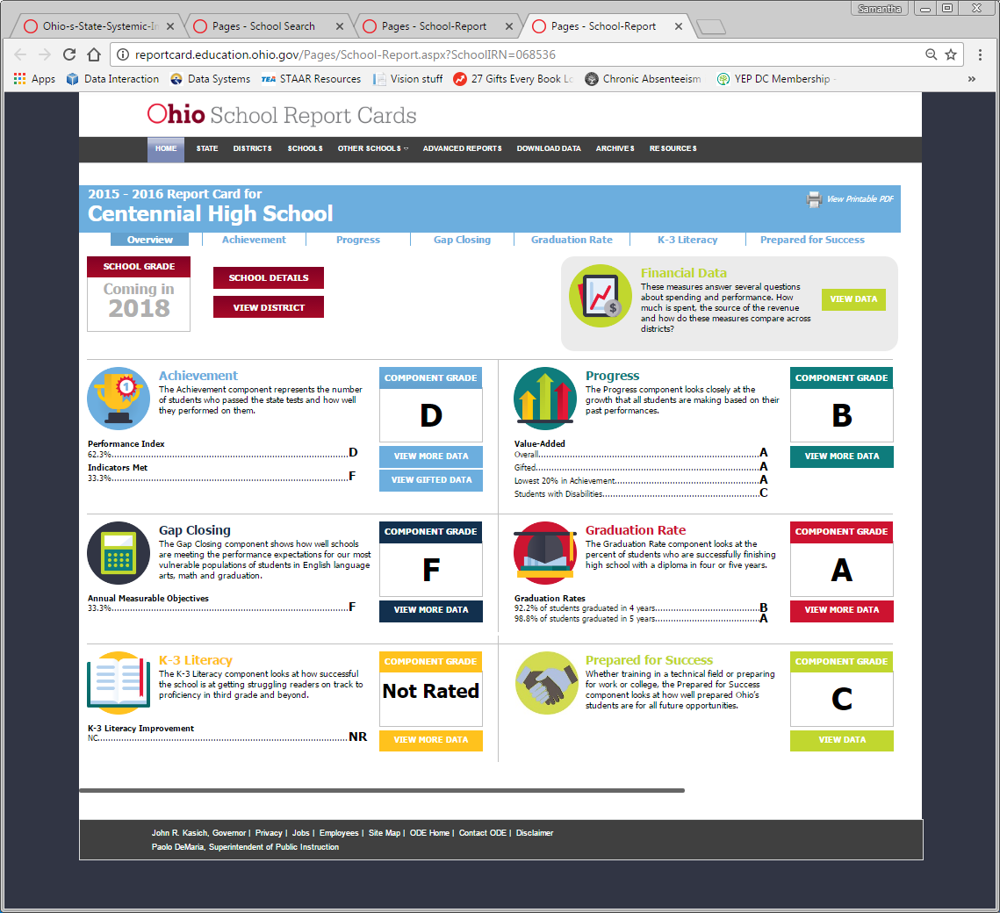 Samantha
Ohio-s-State-Systemic-I
Pages - School Search
Pages - School-Report
Pages - School-Report
reportcard.education.ohio.gov/Pages/School-Report.aspx?SchoolIRN=068536
Apps
Data Interaction
Data Systems
TEA STAAR Resources
Vision stuff
27 Gifts Every Book Lo
Chronic Absenteeism
YEP DC Membership -
»
Ohio School Report Cards
HOME STATE DISTRICTS SCHOOLS OTHER SCHOOLS ADVANCED REPORTS DOWNLOAD DATA ARCHIVES RESOURCES
2015 - 2016 Report Card for
Centennial High School
View Printable PDF
Overview Achievement Progress Gap Closing Graduation Rate K-3 Literacy Prepared for Success
SCHOOL GRADE
Coming in
2018
SCHOOL DETAILS
VIEW DISTRICT
$
Financial Data
These measures answer several questions
about spending and performance. How
much is spent, the source of the revenue
and how do these measures compare across
districts?
VIEW DATA
1
Achievement
The Achievement component represents the number
of students who passed the state tests and how well
they performed on them.
COMPONENT GRADE
D
Performance Index
62.3%....................D
Indicators Met
33.3%....................F
VIEW MORE DATA
VIEW GIFTED DATA
Progress
The Progress component looks closely at the
growth that all students are making based on their
past performances.
COMPONENT GRADE
B
Value-Added
Overall....................A
Gifted....................A
Lowest 20% in Achievement....................A
Students with Disabilities....................C
VIEW MORE DATA
Gap Closing
The Gap Closing component shows how well schools
are meeting the performance expectations for our most
vulnerable populations of students in English language
arts, math and graduation.
COMPONENT GRADE
F
Annual Measurable Objectives
33.3%....................F
VIEW MORE DATA
Graduation Rate
The Graduation Rate component looks at the
percent of students who are successfully finishing
high school with a diploma in four or five years.
COMPONENT GRADE
A
Graduation Rates
92.2% of students graduated in 4 years....................B
98.8% of students graduated in 5 years....................A
VIEW MORE DATA
K-3 Literacy
The K-3 Literacy component looks at how successful
the school is at getting struggling readers on track to
proficiency in third grade and beyond.
COMPONENT GRADE
Not Rated
K-3 Literacy Improvement
NC....................NR
VIEW MORE DATA
Prepared for Success
Whether training in a technical field or preparing
for work or college, the Prepared for Success
component looks at how well prepared Ohio's
students are for all future opportunities.
COMPONENT GRADE
C
VIEW DATA
John R. Kasich, Governor | Privacy | Jobs | Employees | Site Map | ODE Home | Contact ODE | Disclaimer
Paolo DeMaria, Superintendent of Public Instruction